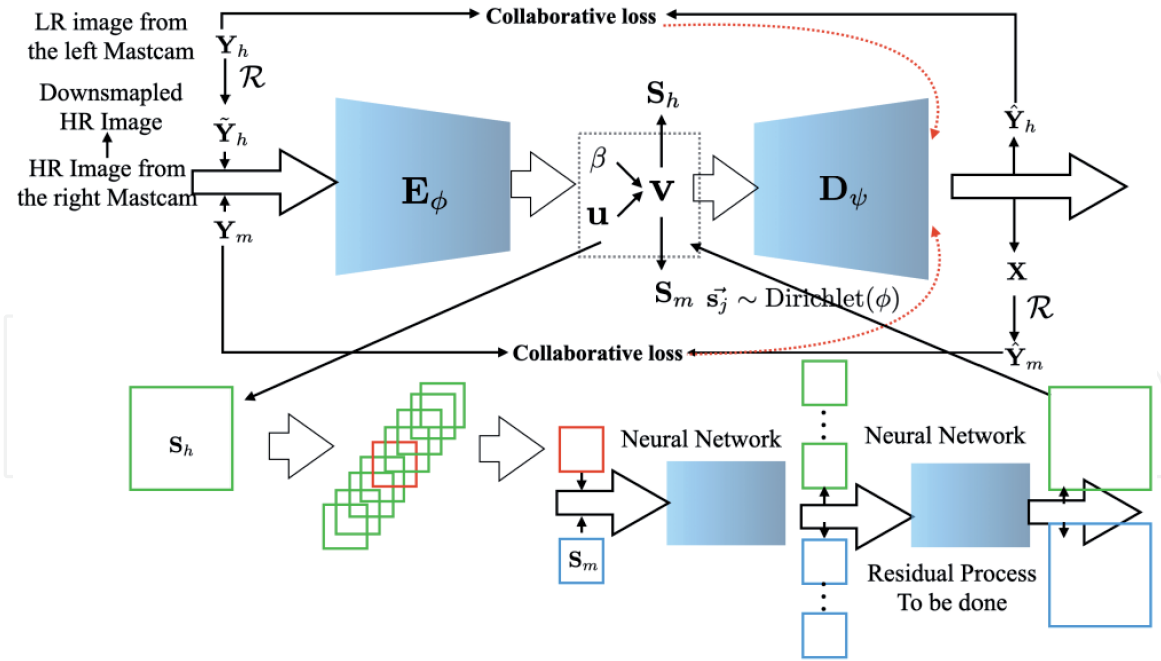 LR image from
the left Mastcam
Collaborative loss
Y_h
ℛ
Downsmapled
HR Image
Ỹ_h
HR Image from
the right Mastcam
Y_m
E_ϕ
S_h
β
u
v
S_m s⃗_j ∼ Dirichlet(ϕ)
D_ψ
Ŷ_h
X
ℛ
Ŷ_m
Collaborative loss
S_h
Neural Network
S_m
Neural Network
Residual Process
To be done